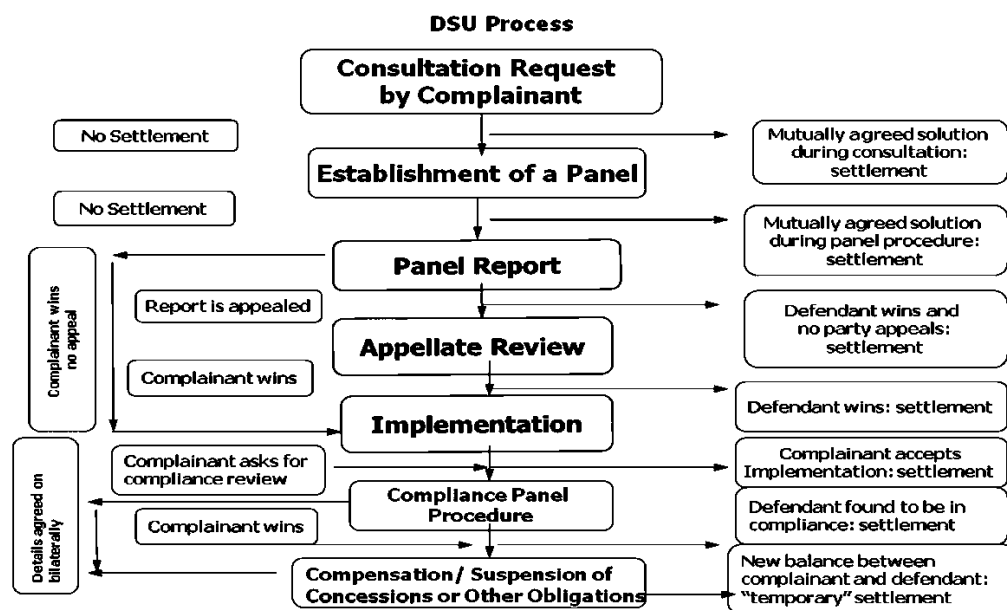 DSU Process
Consultation Request
by Complainant
No Settlement
Mutually agreed solution
during consultation:
settlement
Establishment of a Panel
No Settlement
Mutually agreed solution
during panel procedure:
settlement
Panel Report
Complainant wins
no appeal
Report is appealed
Defendant wins and
no party appeals:
settlement
Appellate Review
Complainant wins
Defendant wins: settlement
Implementation
Complainant asks for
compliance review
Complainant accepts
Implementation: settlement
Compliance Panel
Procedure
Details agreed on
bilaterally
Complainant wins
Defendant found to be in
compliance: settlement
Compensation/ Suspension of
Concessions or Other Obligations
New balance between
complainant and defendant:
"temporary" settlement